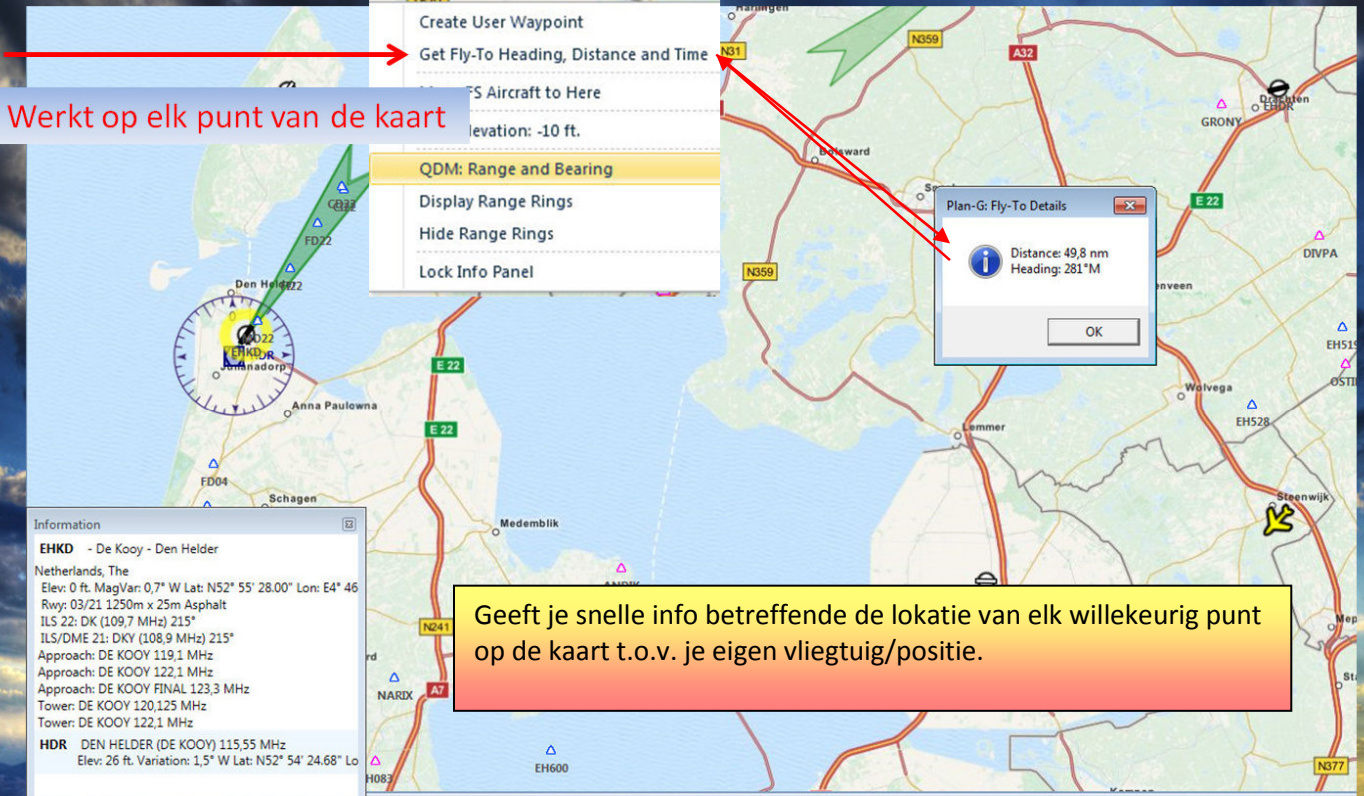 Create User Waypoint
Get Fly-To Heading, Distance and Time
FS Aircraft to Here
Werkt op elk punt van de kaart
levation: -10 ft.
QDM: Range and Bearing
Display Range Rings
Hide Range Rings
Lock Info Panel
Harlingen
N31
N359
A32
Drachten
EHDR
GRONY
Bolsward
E 22
DIVPA
Plan-G: Fly-To Details
Distance: 49,8 nm
Heading: 281°M
OK
N359
enveen
EH519
Wolvega
EH528
Lemmer
Steenwijk
FD22
Den Helder
EHKD
Julianadorp
Anna Paulowna
E 22
E 22
FD04
Schagen
Medemblik
N241
A7
NARIX
EH600
H083
N377
Information
EHKD - De Kooy - Den Helder
Netherlands, The
Elev: 0 ft. MagVar: 0,7° W Lat: N52° 55' 28.00" Lon: E4° 46
Rwy: 03/21 1250m x 25m Asphalt
ILS 22: DK (109,7 MHz) 215°
ILS/DME 21: DKY (108,9 MHz) 215°
Approach: DE KOOY 119,1 MHz
Approach: DE KOOY 122,1 MHz
Approach: DE KOOY FINAL 123,3 MHz
Tower: DE KOOY 120,125 MHz
Tower: DE KOOY 122,1 MHz
HDR DEN HELDER (DE KOOY) 115,55 MHz
Elev: 26 ft. Variation: 1,5° W Lat: N52° 54' 24.68" Lo
Geeft je snelle info betreffende de lokatie van elk willekeurig punt
op de kaart t.o.v. je eigen vliegtuig/positie.